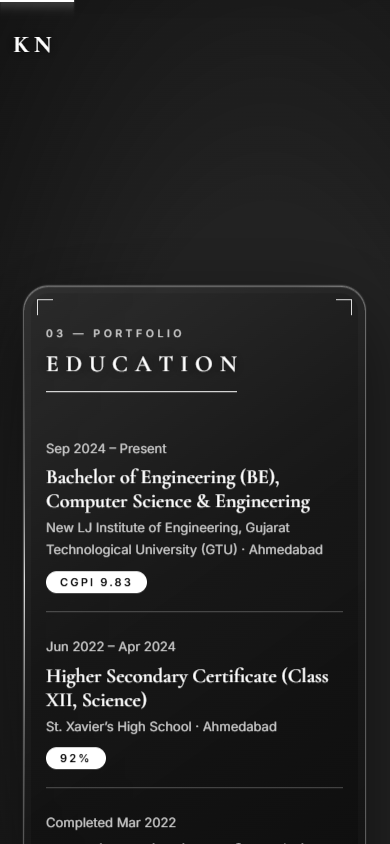 KN
03 — PORTFOLIO
EDUCATION
Sep 2024 – Present
Bachelor of Engineering (BE),
Computer Science & Engineering
New LJ Institute of Engineering, Gujarat
Technological University (GTU) · Ahmedabad
CGPI 9.83
Jun 2022 – Apr 2024
Higher Secondary Certificate (Class
XII, Science)
St. Xavier’s High School · Ahmedabad
92%
Completed Mar 2022